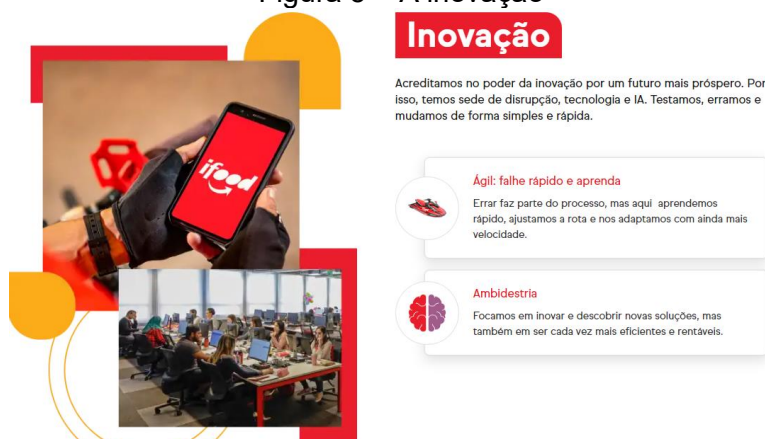 Inovação
Acreditamos no poder da inovação por um futuro mais próspero. Por
isso, temos sede de disrupção, tecnologia e IA. Testamos, erramos e
mudamos de forma simples e rápida.
Ágil: falhe rápido e aprenda
Errar faz parte do processo, mas aqui aprendemos
rápido, ajustamos a rota e nos adaptamos com ainda mais
velocidade.
Ambidestria
Focamos em inovar e descobrir novas soluções, mas
também em ser cada vez mais eficientes e rentáveis.
ifood